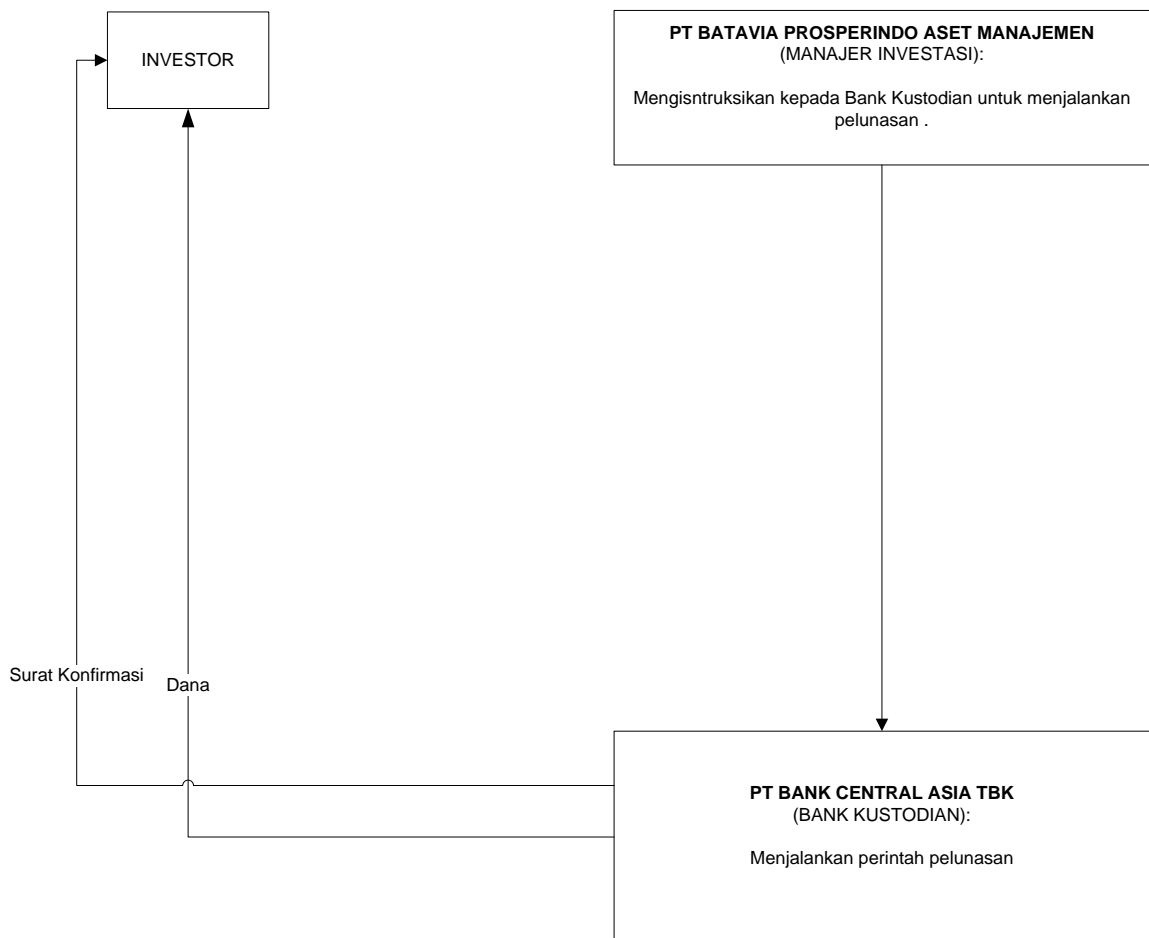 INVESTOR
PT BATAVIA PROSPERINDO ASET MANAJEMEN
(MANAJER INVESTASI):
Mengisntruksikan kepada Bank Kustodian untuk menjalankan
pelunasan .
Surat Konfirmasi
Dana
PT BANK CENTRAL ASIA TBK
(BANK KUSTODIAN):
Menjalankan perintah pelunasan